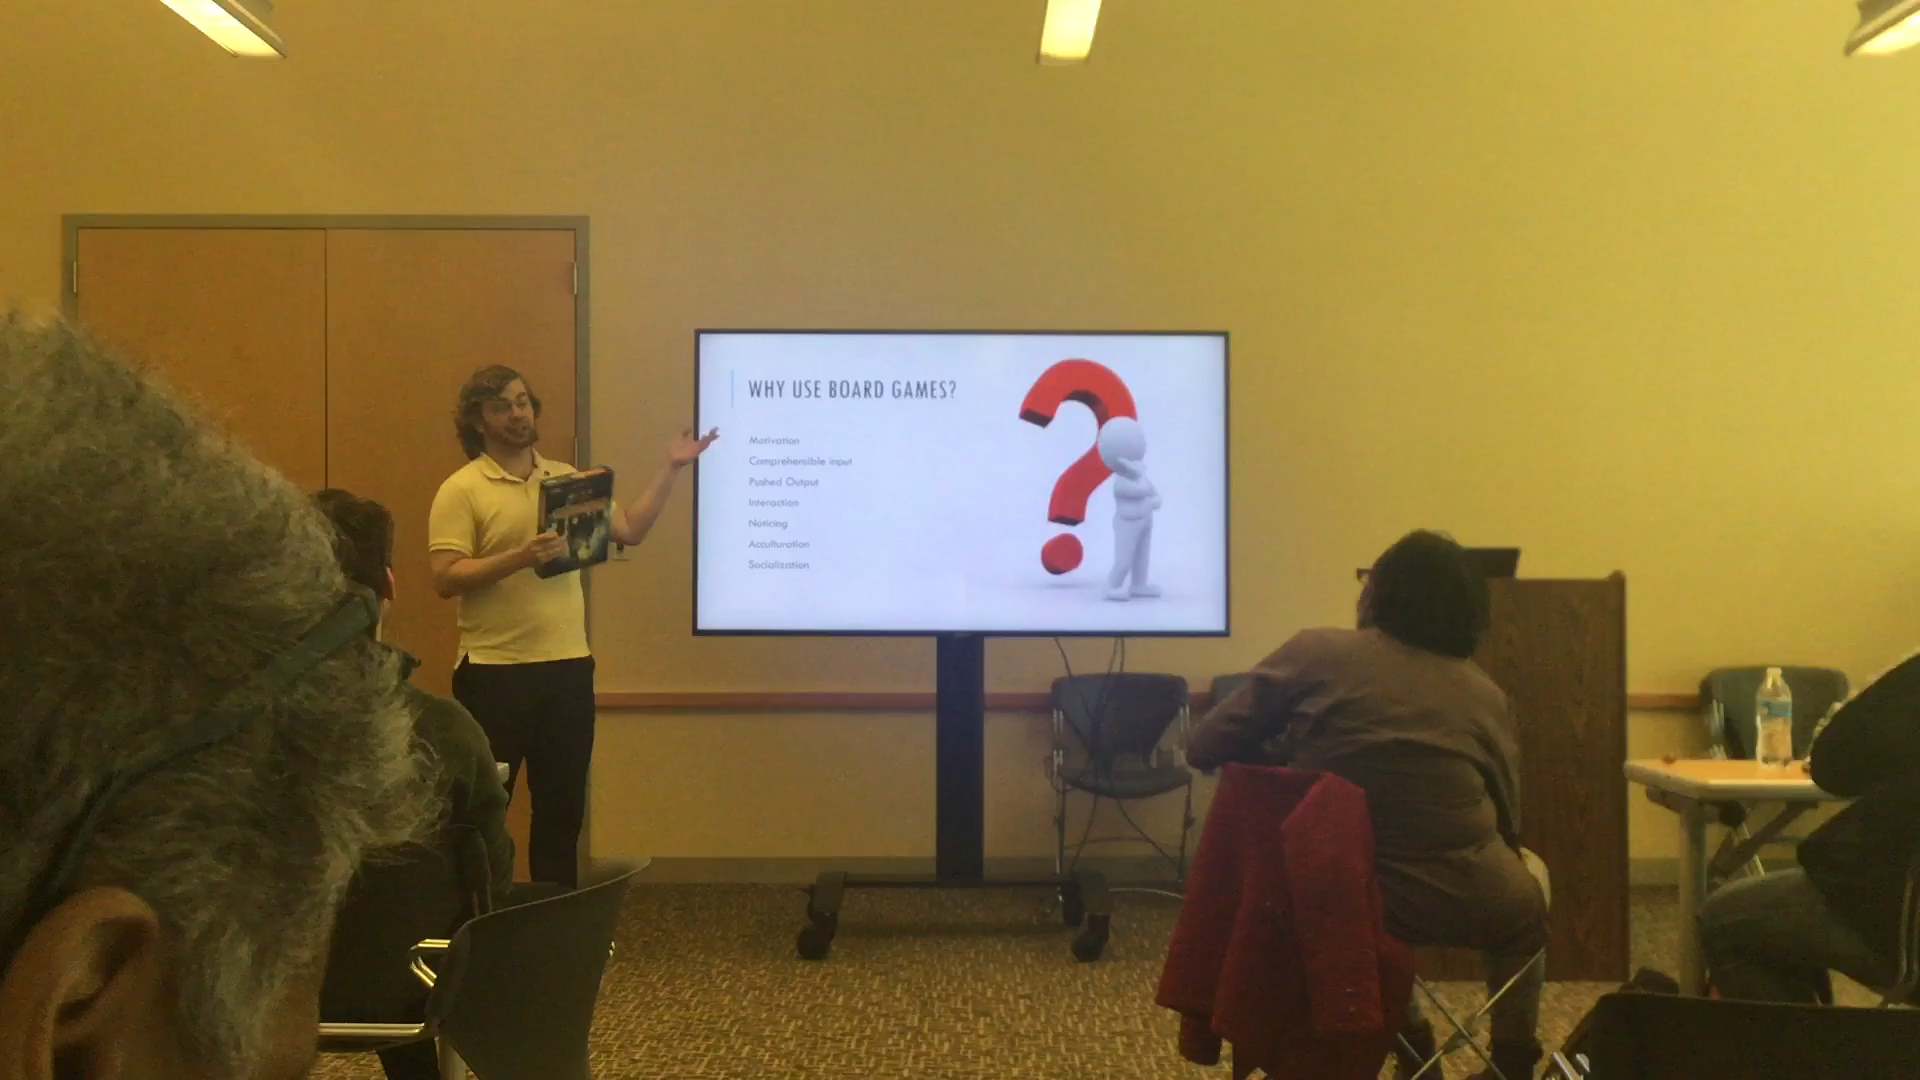 WHY USE BOARD GAMES?
Motivation
Comprehensible input
Pushed Output
Interaction
Noticing
Acculturation
Socialization